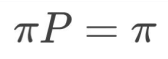 πP = π